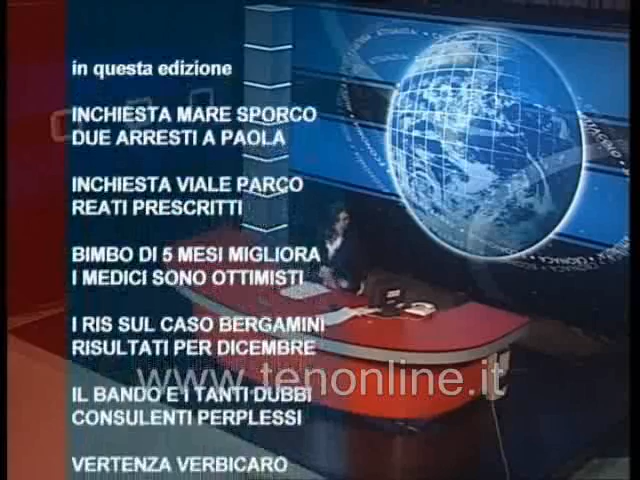 in questa edizione
INCHIESTA MARE SPORCO
DUE ARRESTI A PAOLA
INCHIESTA VIALE PARCO
REATI PRESCRITTI
BIMBO DI 5 MESI MIGLIORA
I MEDICI SONO OTTIMISTI
I RIS SUL CASO BERGAMINI
RISULTATI PER DICEMBRE
www.tenonline.it
IL BANDO E I TANTI DUBBI
CONSULENTI PERPLESSI
VERTENZA VERBICARO
CRONACA